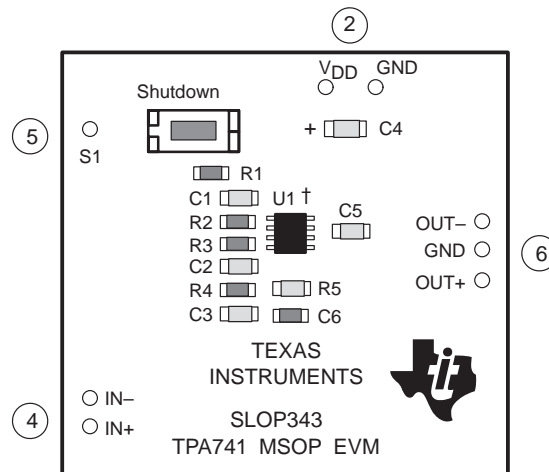 2
VDD GND
Shutdown
5
S1
+ C4
R1
C1 U1 †
R2 C5
R3
C2
R4 R5
C3 C6
OUT–
GND
OUT+
6
TEXAS
INSTRUMENTS
ti
4
IN–
IN+
SLOP343
TPA741 MSOP EVM